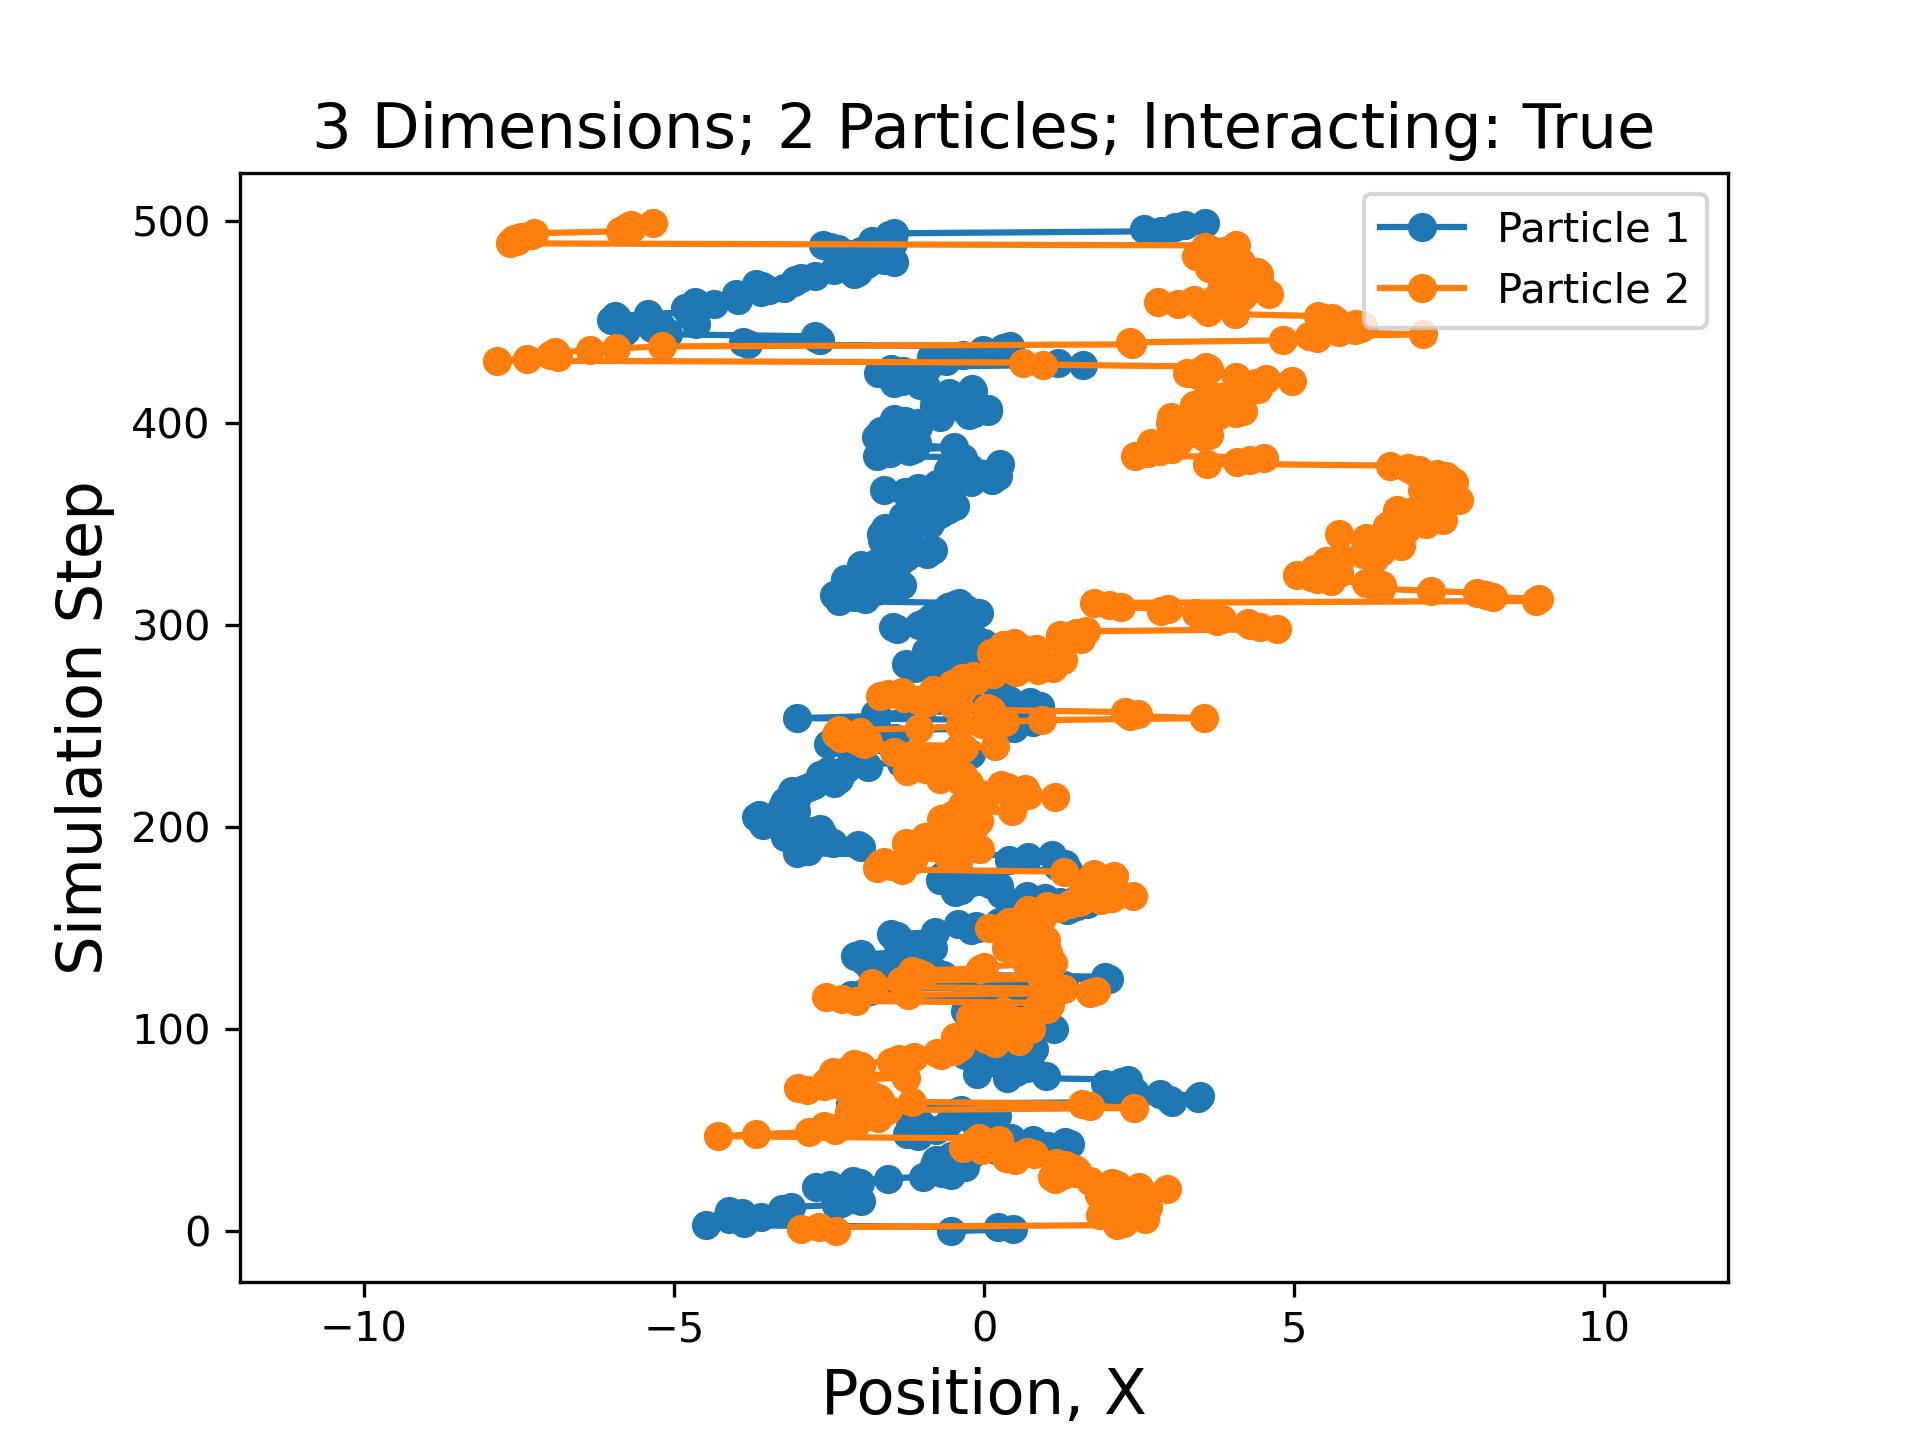 3 Dimensions; 2 Particles; Interacting: True
Particle 1
Particle 2
500
400
300
200
100
0
Simulation Step
−10
−5
0
5
10
Position, X